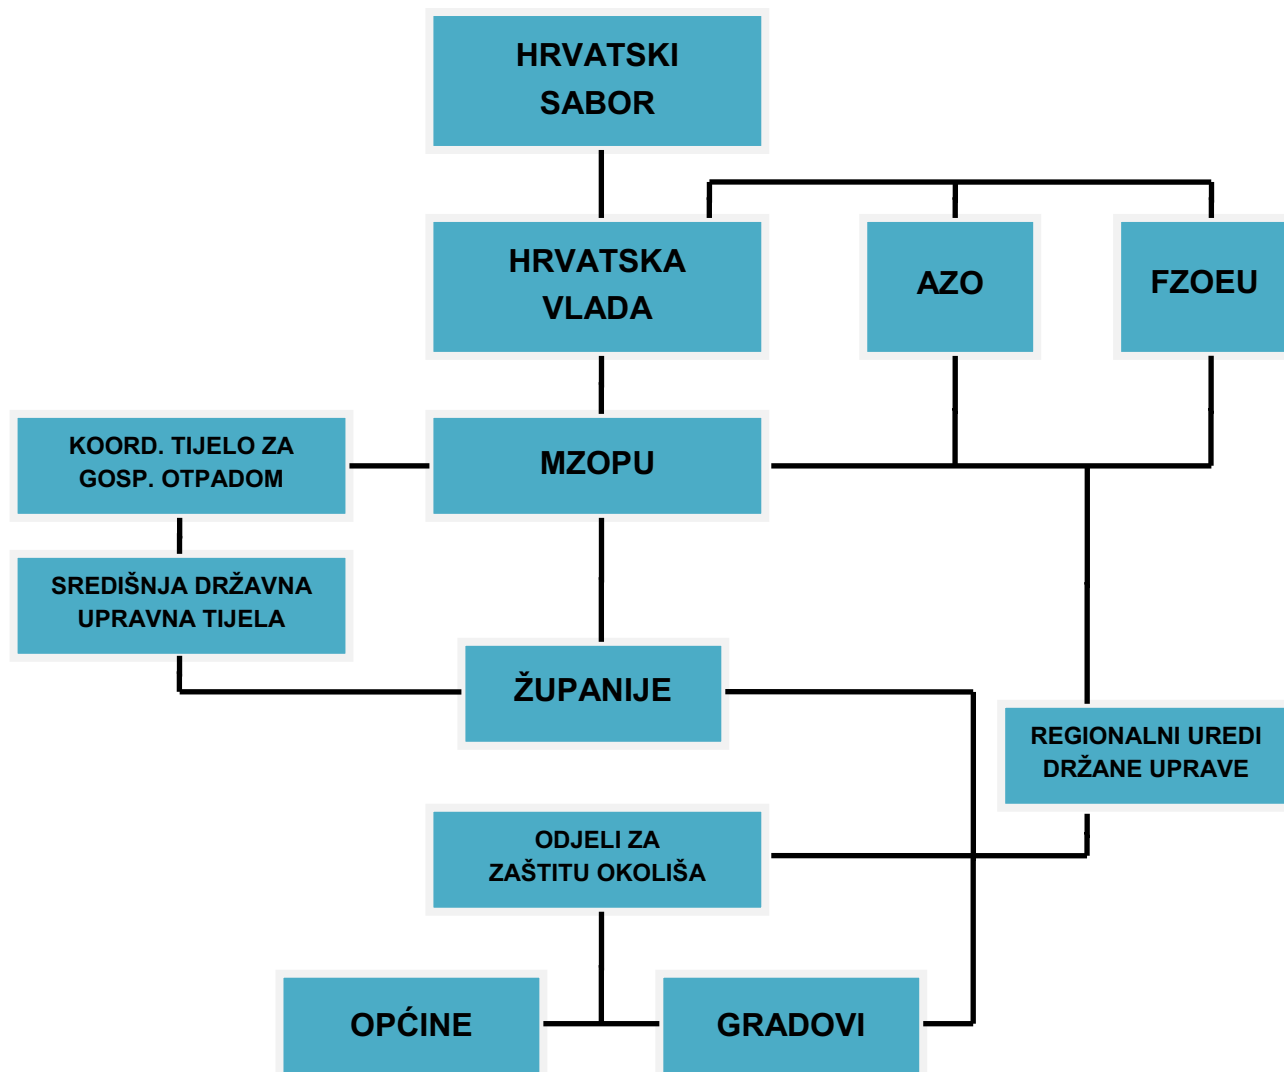 HRVATSKI
SABOR
HRVATSKA
VLADA
AZO
FZOEU
KOORD. TIJELO ZA
GOSP. OTPADOM
MZOPU
SREDIŠNJA DRŽAVNA
UPRAVNA TIJELA
ŽUPANIJE
REGIONALNI UREDI
DRŽANE UPRAVE
ODJELI ZA
ZAŠTITU OKOLIŠA
OPĆINE
GRADOVI